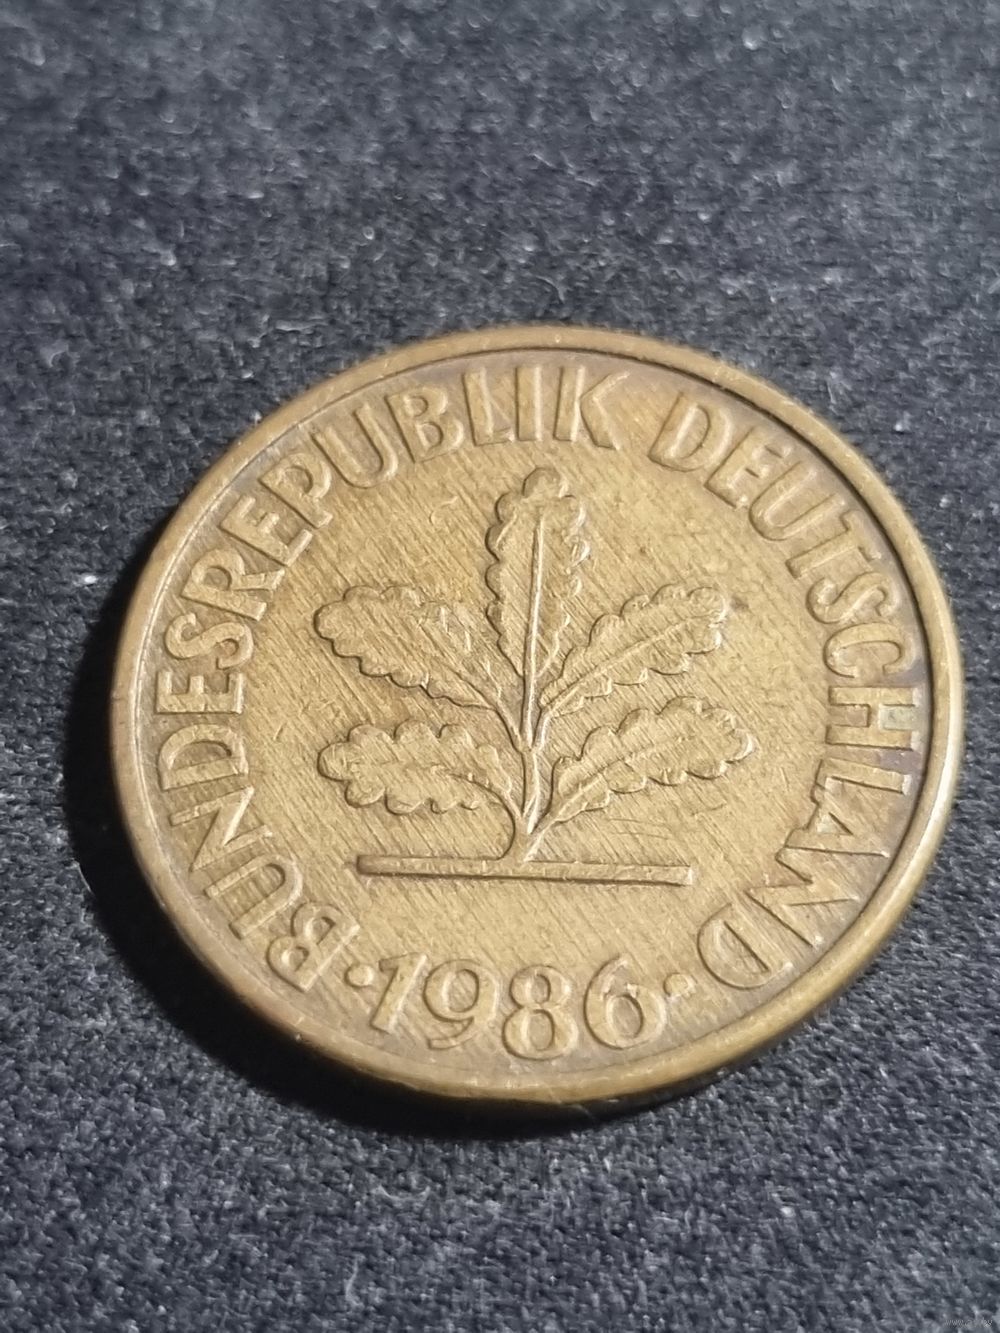 BUNDESREPUBLIK DEUTSCHLAND
· 1986 ·